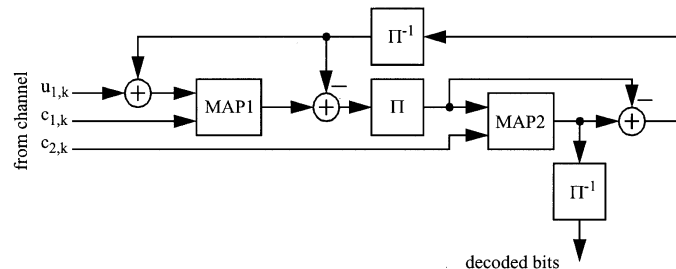 Π⁻¹
−
−
u₁,ₖ
+
MAP1
c₁,ₖ
+
Π
MAP2
+
c₂,ₖ
from channel
Π⁻¹
decoded bits